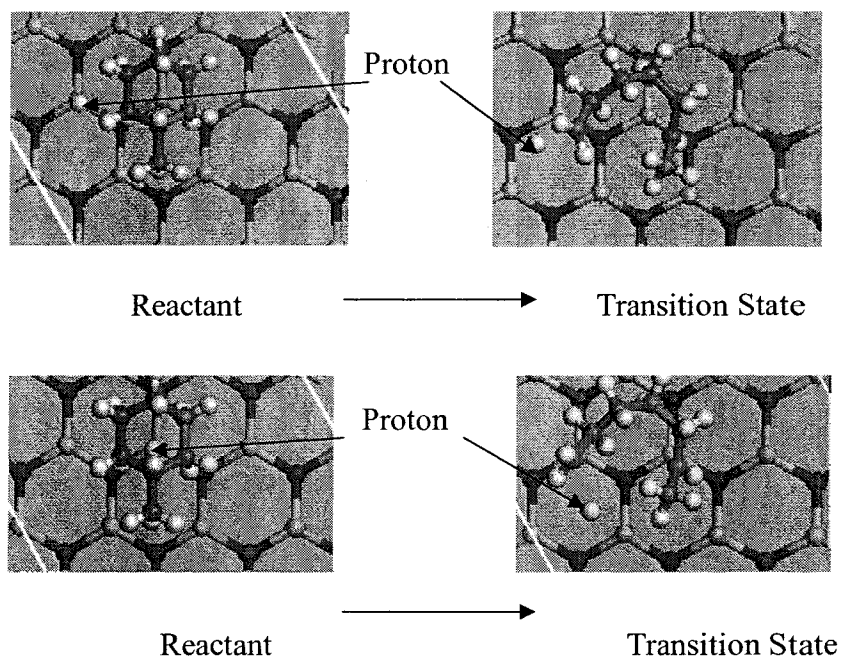 Proton
Reactant
Transition State
Proton
Reactant
Transition State